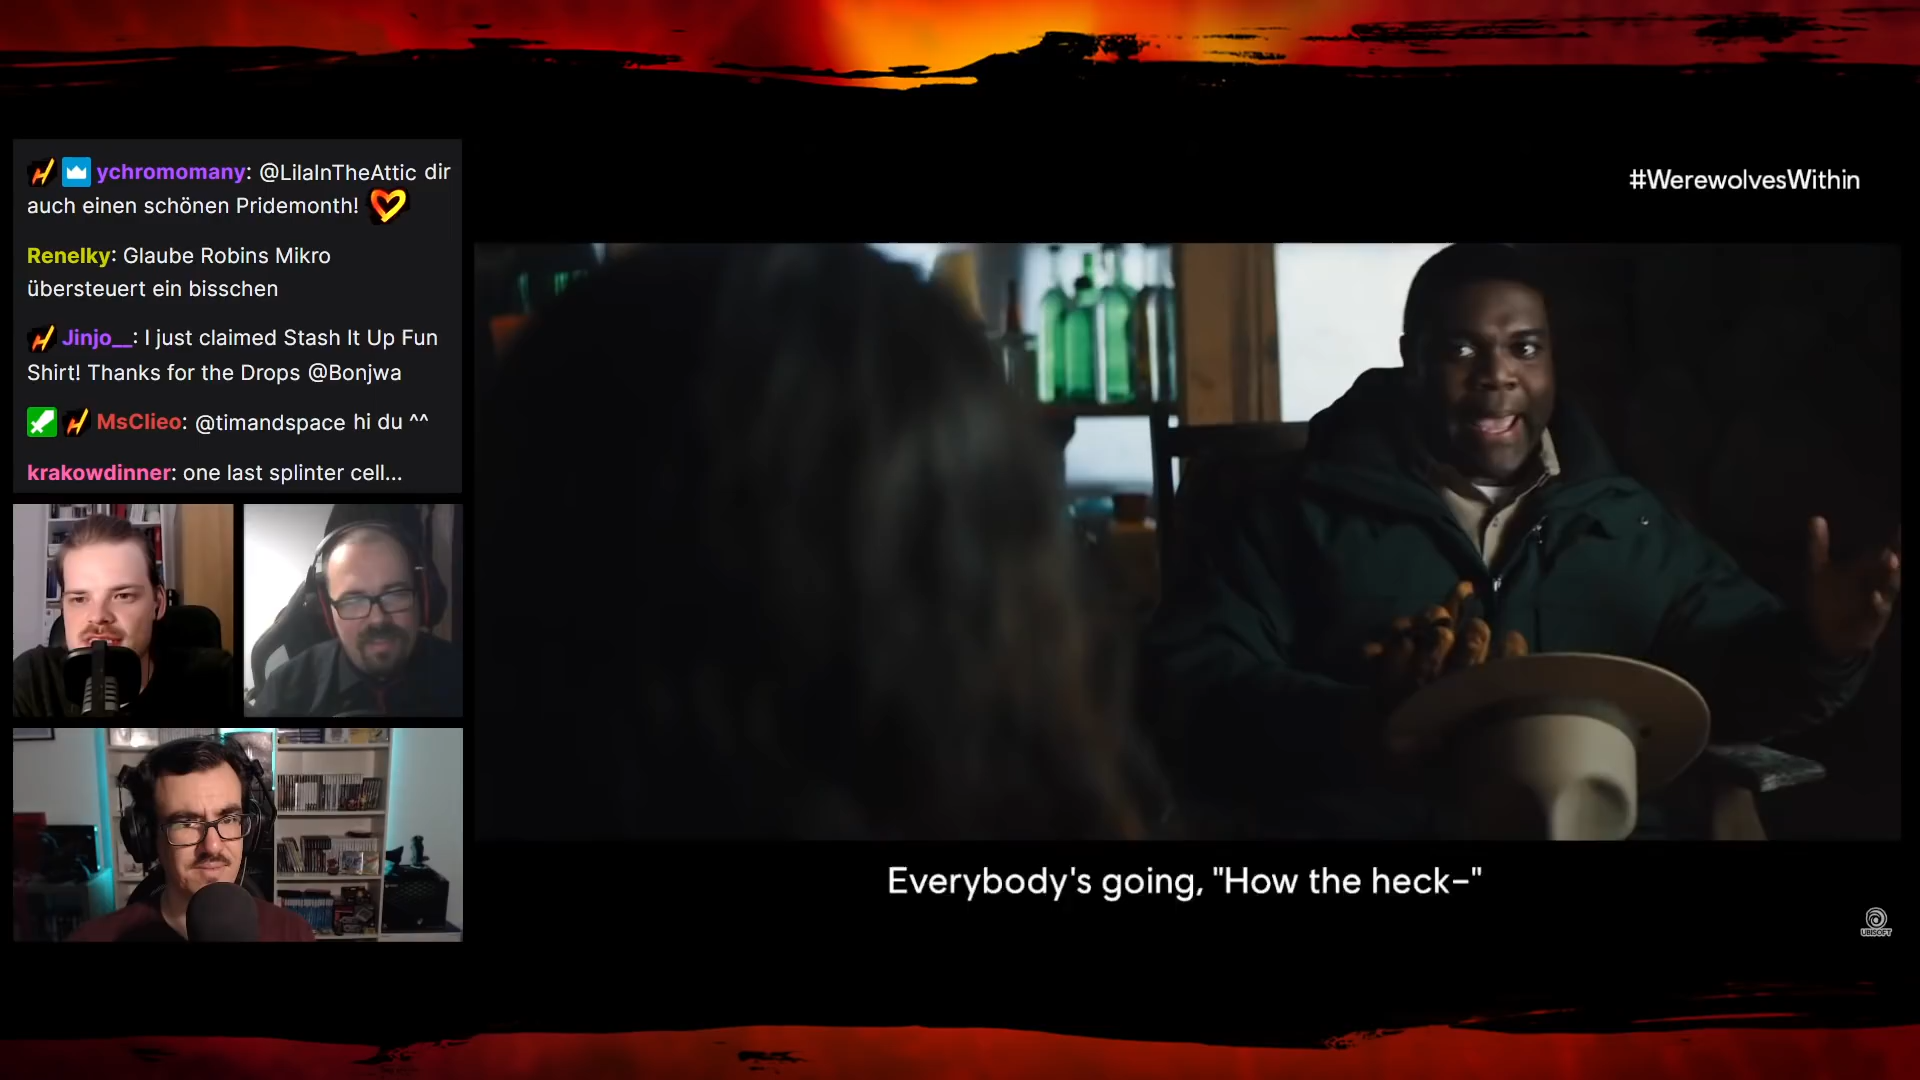 ychromomany: @LilaInTheAttic dir
auch einen schönen Pridemonth!
Renelky: Glaube Robins Mikro
übersteuert ein bisschen
Jinjo__: I just claimed Stash It Up Fun
Shirt! Thanks for the Drops @Bonjwa
MsClieo: @timandspace hi du ^^
krakowdinner: one last splinter cell...
#WerewolvesWithin
Everybody's going, "How the heck–"
UBISOFT